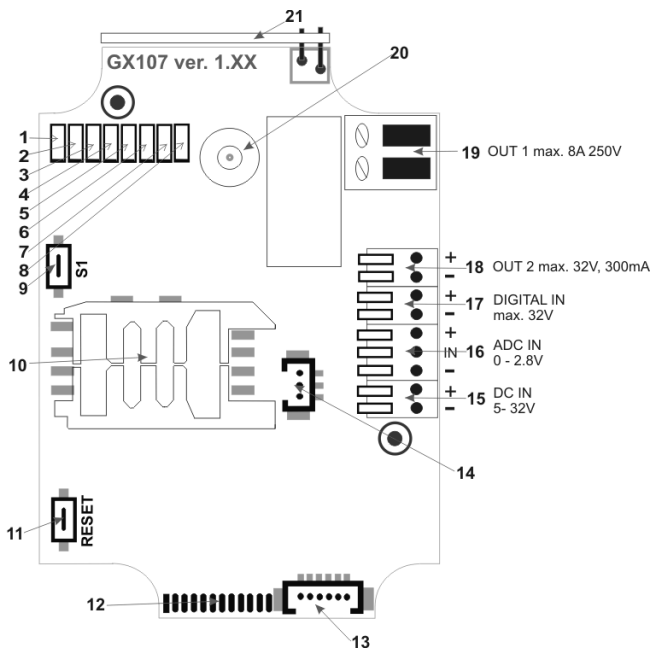 21
GX107 ver. 1.XX
20
1
2
3
4
5
6
7
8
9
S1
19 OUT 1 max. 8A 250V
+
18 OUT 2 max. 32V, 300mA
-
+
17 DIGITAL IN
max. 32V
-
+
IN 16 ADC IN
0 - 2.8V
-
+
15 DC IN
5- 32V
-
10
14
11
RESET
12
13